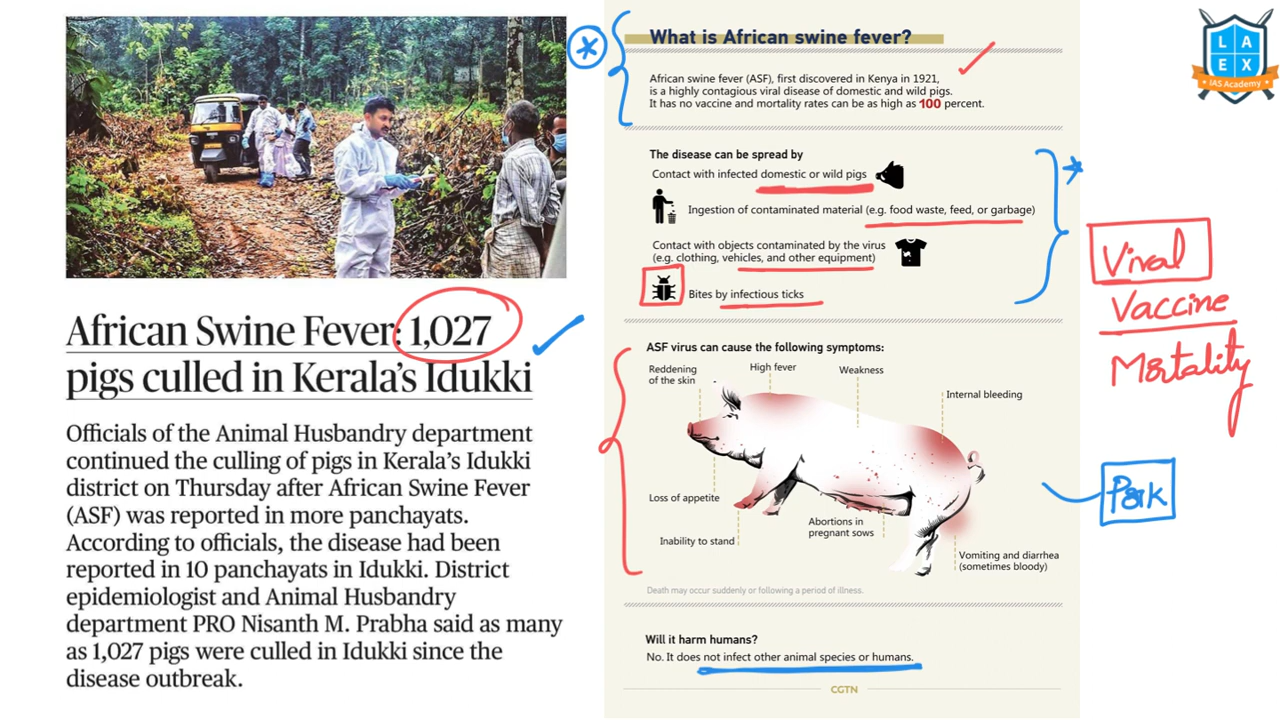 African Swine Fever: 1,027
pigs culled in Kerala's Idukki
Officials of the Animal Husbandry department
continued the culling of pigs in Kerala's Idukki
district on Thursday after African Swine Fever
(ASF) was reported in more panchayats.
According to officials, the disease had been
reported in 10 panchayats in Idukki. District
epidemiologist and Animal Husbandry
department PRO Nisanth M. Prabha said as many
as 1,027 pigs were culled in Idukki since the
disease outbreak.
What is African swine fever?
African swine fever (ASF), first discovered in Kenya in 1921,
is a highly contagious viral disease of domestic and wild pigs.
It has no vaccine and mortality rates can be as high as 100 percent.
The disease can be spread by
Contact with infected domestic or wild pigs
Ingestion of contaminated material (e.g. food waste, feed, or garbage)
Contact with objects contaminated by the virus
(e.g. clothing, vehicles, and other equipment)
Bites by infectious ticks
ASF virus can cause the following symptoms:
Reddening
of the skin
High fever
Weakness
Internal bleeding
Loss of appetite
Inability to stand
Abortions in
pregnant sows
Vomiting and diarrhea
(sometimes bloody)
Death may occur suddenly or following a period of illness.
Will it harm humans?
No. It does not infect other animal species or humans.
CGTN
Viral
Vaccine
Mortality
Pork
L A
E X
IAS Academy